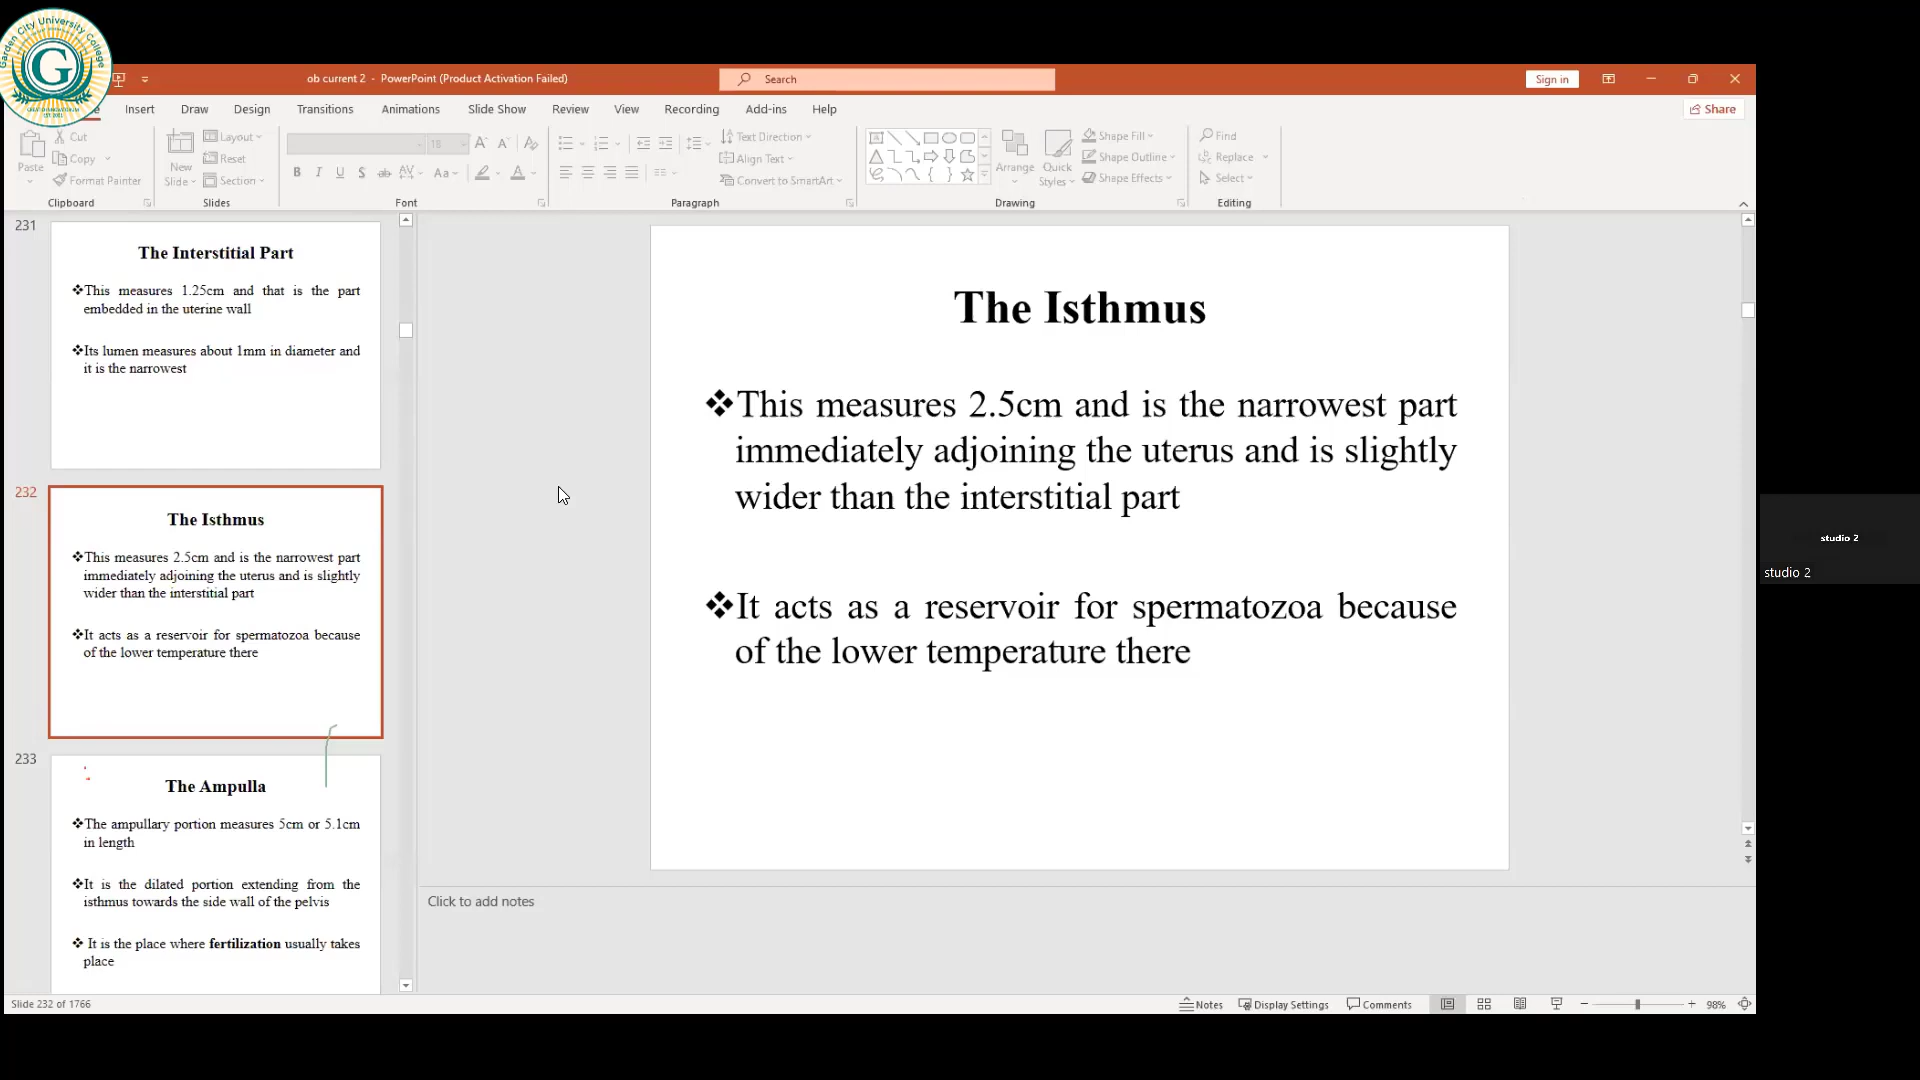 Garden City University College
G
ob current 2 - PowerPoint (Product Activation Failed)
Search
Sign in
Insert Draw Design Transitions Animations Slide Show Review View Recording Add-ins Help
Share
Paste
Cut
Copy
Format Painter
Clipboard
New Slide
Layout
Reset
Section
Slides
18
B I U S ab AV Aa A
Font
Text Direction
Align Text
Convert to SmartArt
Paragraph
Arrange
Quick Styles
Shape Fill
Shape Outline
Shape Effects
Drawing
Find
Replace
Select
Editing
231
The Interstitial Part
❖This measures 1.25cm and that is the part
embedded in the uterine wall
❖Its lumen measures about 1mm in diameter and
it is the narrowest
232
The Isthmus
❖This measures 2.5cm and is the narrowest part
immediately adjoining the uterus and is slightly
wider than the interstitial part
❖It acts as a reservoir for spermatozoa because
of the lower temperature there
233
The Ampulla
❖The ampullary portion measures 5cm or 5.1cm
in length
❖It is the dilated portion extending from the
isthmus towards the side wall of the pelvis
❖ It is the place where fertilization usually takes
place
The Isthmus
❖This measures 2.5cm and is the narrowest part
immediately adjoining the uterus and is slightly
wider than the interstitial part
❖It acts as a reservoir for spermatozoa because
of the lower temperature there
Click to add notes
studio 2
studio 2
Slide 232 of 1766
Notes Display Settings Comments 98%